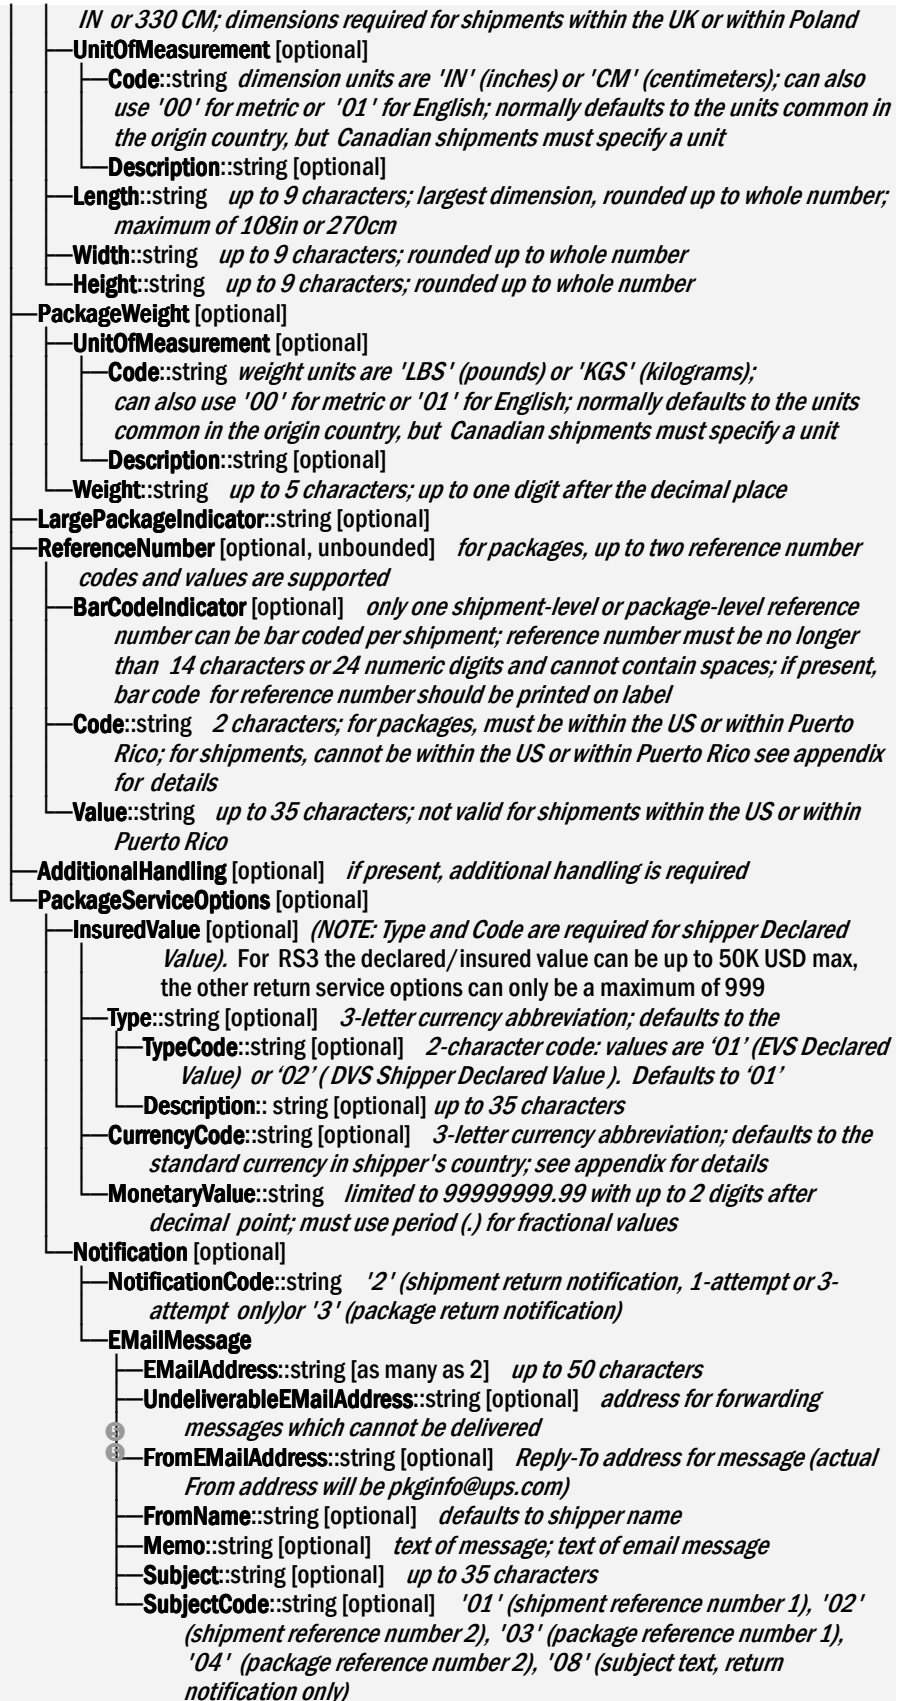 IN or 330 CM; dimensions required for shipments within the UK or within Poland
UnitOfMeasurement [optional]
Code::string dimension units are 'IN' (inches) or 'CM' (centimeters); can also
use '00' for metric or '01' for English; normally defaults to the units common in
the origin country, but Canadian shipments must specify a unit
Description::string [optional]
Length::string up to 9 characters; largest dimension, rounded up to whole number;
maximum of 108in or 270cm
Width::string up to 9 characters; rounded up to whole number
Height::string up to 9 characters; rounded up to whole number
PackageWeight [optional]
UnitOfMeasurement [optional]
Code::string weight units are 'LBS' (pounds) or 'KGS' (kilograms);
can also use '00' for metric or '01' for English; normally defaults to the units
common in the origin country, but Canadian shipments must specify a unit
Description::string [optional]
Weight::string up to 5 characters; up to one digit after the decimal place
LargePackageIndicator::string [optional]
ReferenceNumber [optional, unbounded] for packages, up to two reference number
codes and values are supported
BarCodeIndicator [optional] only one shipment-level or package-level reference
number can be bar coded per shipment; reference number must be no longer
than 14 characters or 24 numeric digits and cannot contain spaces; if present,
bar code for reference number should be printed on label
Code::string 2 characters; for packages, must be within the US or within Puerto
Rico; for shipments, cannot be within the US or within Puerto Rico see appendix
for details
Value::string up to 35 characters; not valid for shipments within the US or within
Puerto Rico
AdditionalHandling [optional] if present, additional handling is required
PackageServiceOptions [optional]
InsuredValue [optional] (NOTE: Type and Code are required for shipper Declared
Value). For RS3 the declared/insured value can be up to 50K USD max,
the other return service options can only be a maximum of 999
Type::string [optional] 3-letter currency abbreviation; defaults to the
TypeCode::string [optional] 2-character code: values are ‘01’ (EVS Declared
Value) or ‘02’ ( DVS Shipper Declared Value ). Defaults to ‘01’
Description:: string [optional] up to 35 characters
CurrencyCode::string [optional] 3-letter currency abbreviation; defaults to the
standard currency in shipper's country; see appendix for details
MonetaryValue::string limited to 99999999.99 with up to 2 digits after
decimal point; must use period (.) for fractional values
Notification [optional]
NotificationCode::string '2' (shipment return notification, 1-attempt or 3-
attempt only)or '3' (package return notification)
EMailMessage
EMailAddress::string [as many as 2] up to 50 characters
UndeliverableEMailAddress::string [optional] address for forwarding
messages which cannot be delivered
FromEMailAddress::string [optional] Reply-To address for message (actual
From address will be pkginfo@ups.com)
FromName::string [optional] defaults to shipper name
Memo::string [optional] text of message; text of email message
Subject::string [optional] up to 35 characters
SubjectCode::string [optional] '01' (shipment reference number 1), '02'
(shipment reference number 2), '03' (package reference number 1),
'04' (package reference number 2), '08' (subject text, return
notification only)